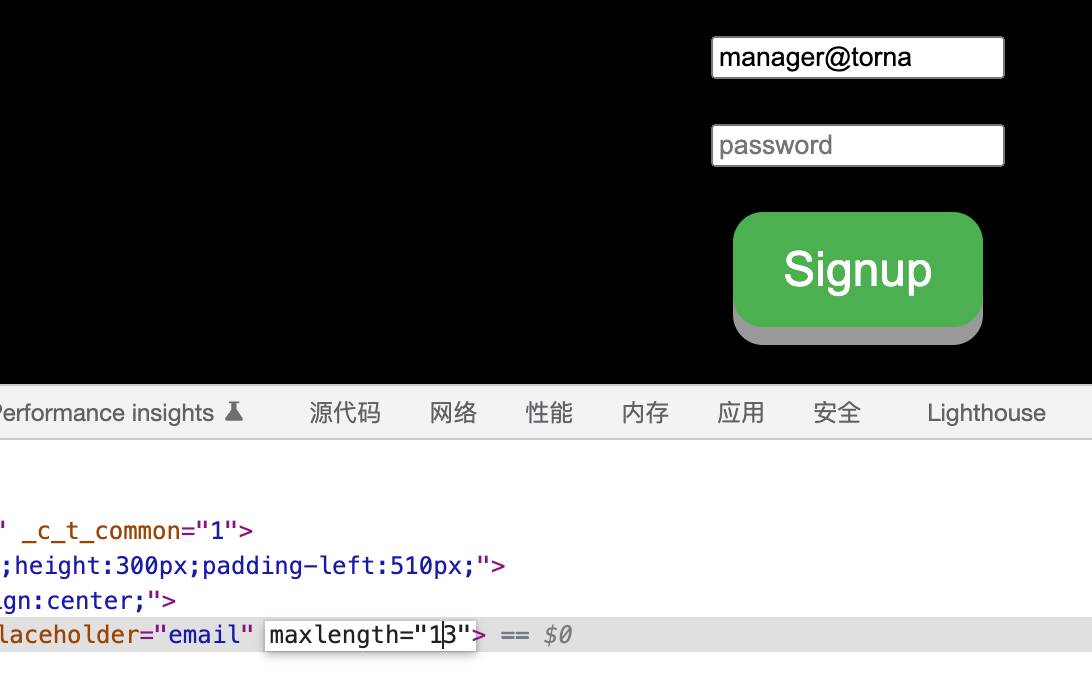 manager@torna
password
Signup
Performance insights 源代码 网络 性能 内存 应用 安全 Lighthouse
" _c_t_common="1">
;height:300px;padding-left:510px;">
ign:center;">
laceholder="email" maxlength="13"> == $0